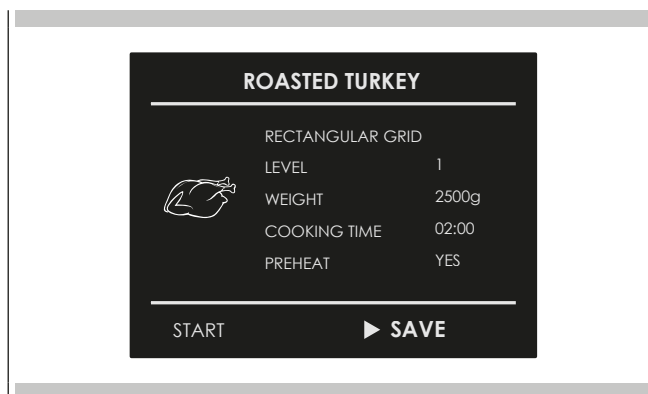 ROASTED TURKEY
RECTANGULAR GRID
LEVEL 1
WEIGHT 2500g
COOKING TIME 02:00
PREHEAT YES
START ▶ SAVE